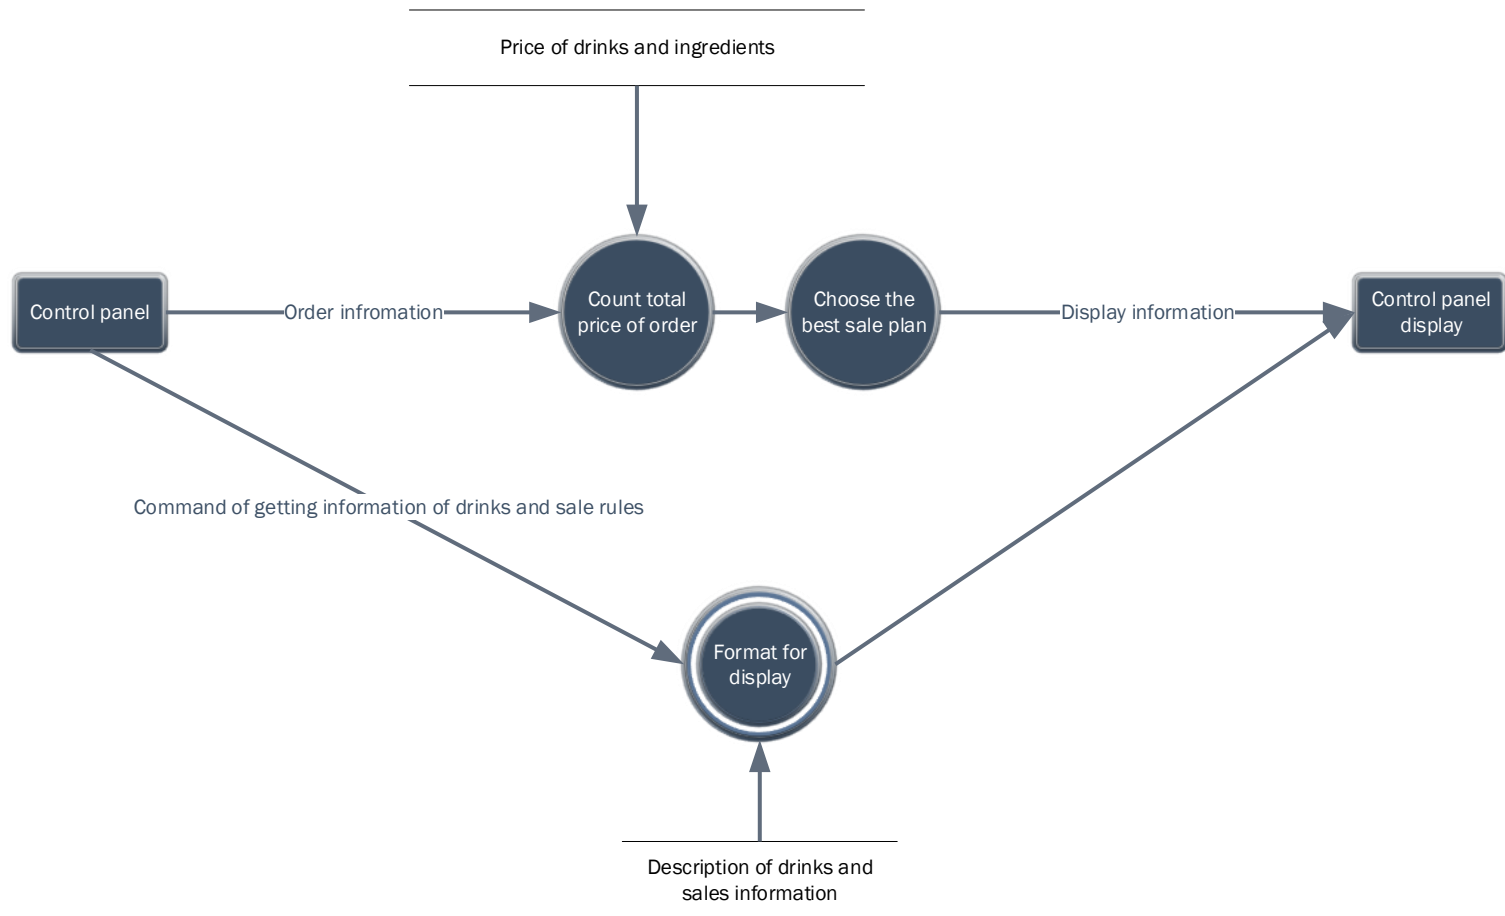 Price of drinks and ingredients
Control panel
Order infromation
Count total
price of order
Choose the
best sale plan
Display information
Control panel
display
Command of getting information of drinks and sale rules
Format for
display
Description of drinks and
sales information